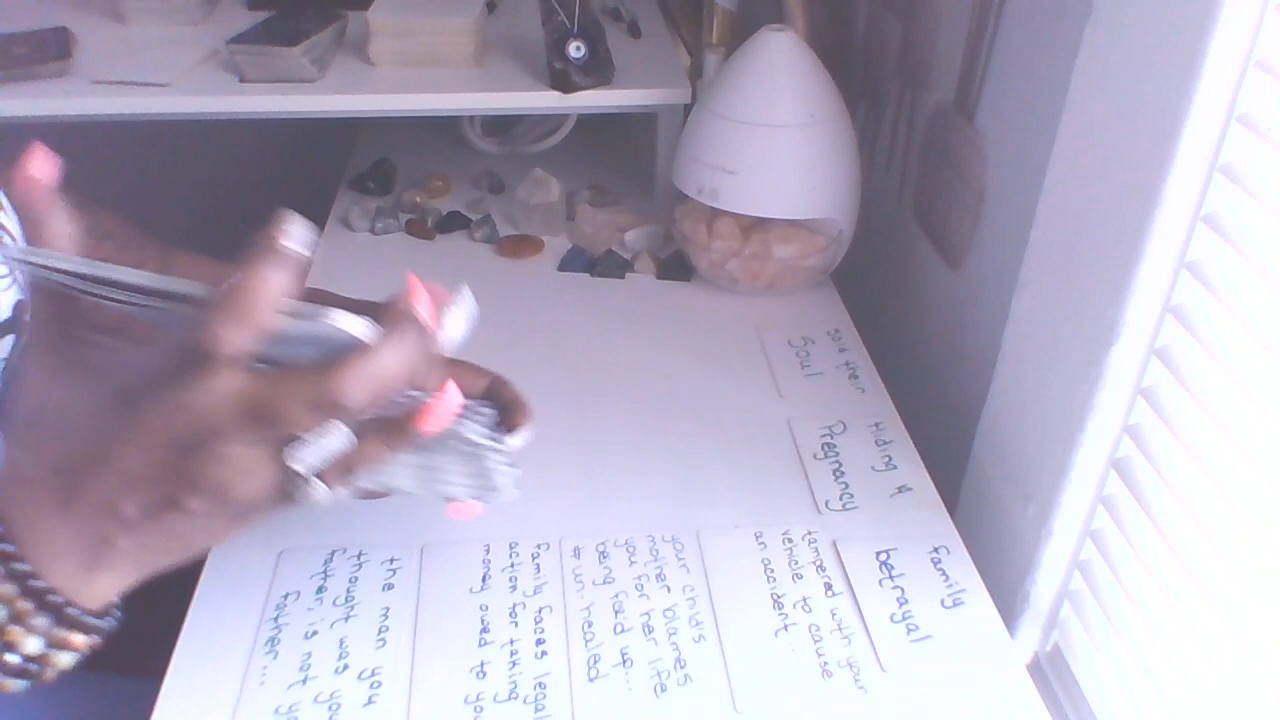 sold their
Soul
Hiding A
Pregnancy
family
betrayal
tampered with your
vehicle to cause
an accident..
your child's
mother blames
you for her life
being fo'd up...
#un-healed
family faces legal
action for taking
money owed to
the man you
thought was
father, is not
father...